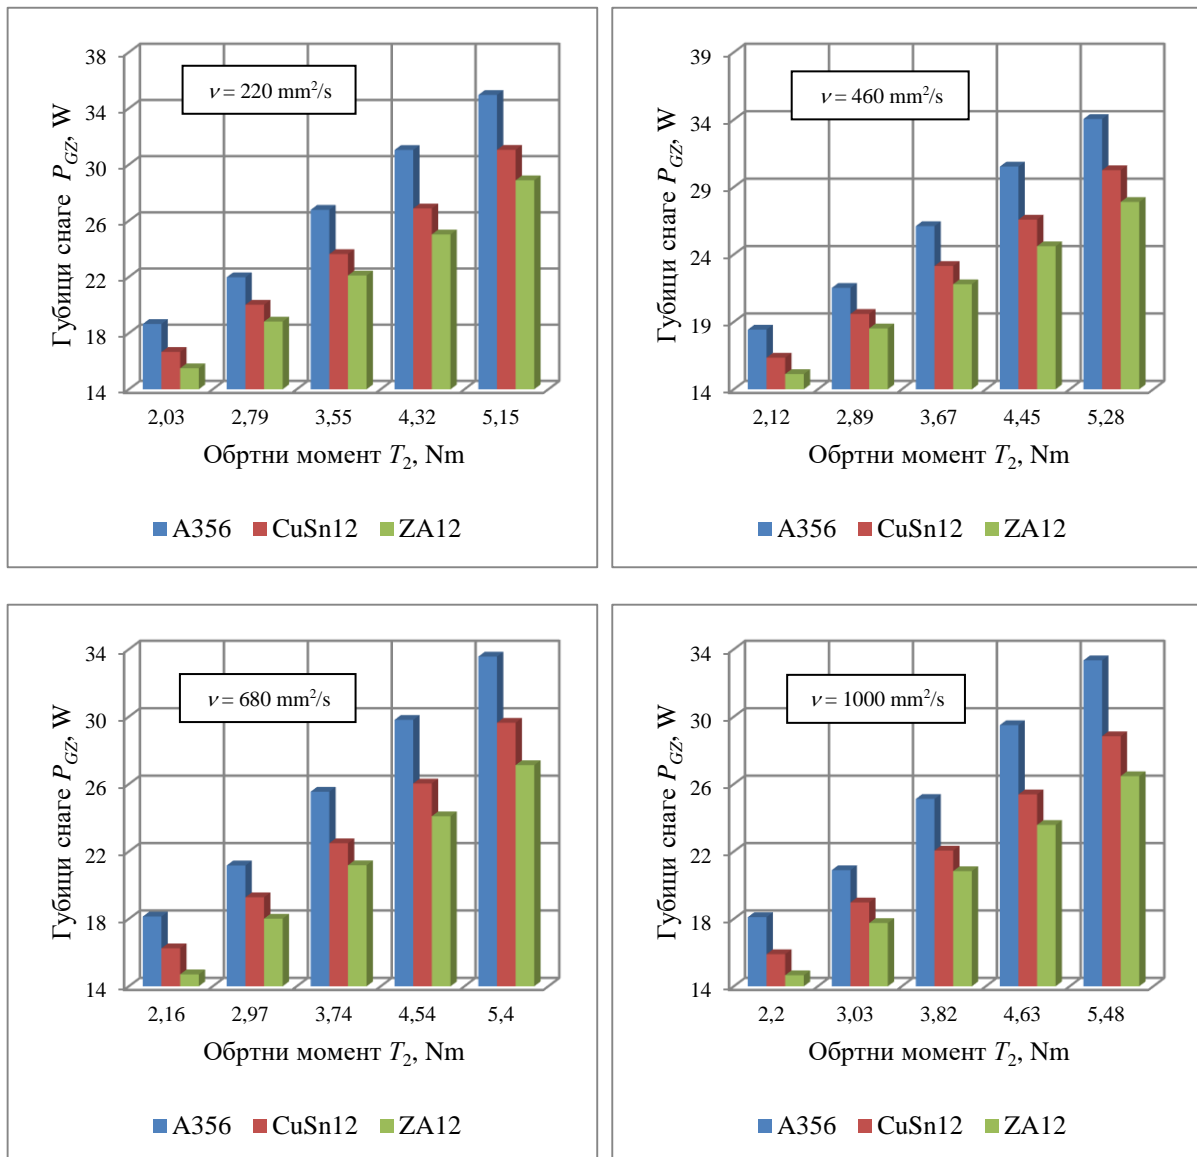 Губици снаге P_GZ, W
38
34
30
26
22
18
14
ν = 220 mm²/s
2,03 2,79 3,55 4,32 5,15
Обртни момент T₂, Nm
A356 CuSn12 ZA12
Губици снаге P_GZ, W
39
34
29
24
19
14
ν = 460 mm²/s
2,12 2,89 3,67 4,45 5,28
Обртни момент T₂, Nm
A356 CuSn12 ZA12
Губици снаге P_GZ, W
34
30
26
22
18
14
ν = 680 mm²/s
2,16 2,97 3,74 4,54 5,4
Обртни момент T₂, Nm
A356 CuSn12 ZA12
Губици снаге P_GZ, W
34
30
26
22
18
14
ν = 1000 mm²/s
2,2 3,03 3,82 4,63 5,48
Обртни момент T₂, Nm
A356 CuSn12 ZA12